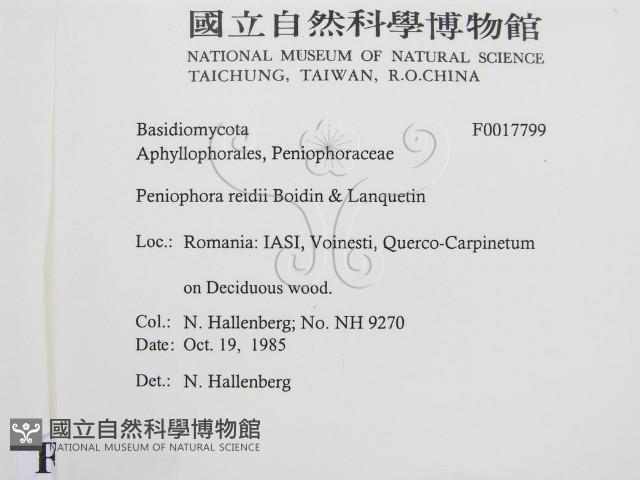 國立自然科學博物館
NATIONAL MUSEUM OF NATURAL SCIENCE
TAICHUNG, TAIWAN, R.O.CHINA
Basidiomycota F0017799
Aphyllophorales, Peniophoraceae
Peniophora reidii Boidin & Lanquetin
Loc.: Romania: IASI, Voinesti, Querco-Carpinetum
on Deciduous wood.
Col.: N. Hallenberg; No. NH 9270
Date: Oct. 19, 1985
Det.: N. Hallenberg
國立自然科學博物館
NATIONAL MUSEUM OF NATURAL SCIENCE
F